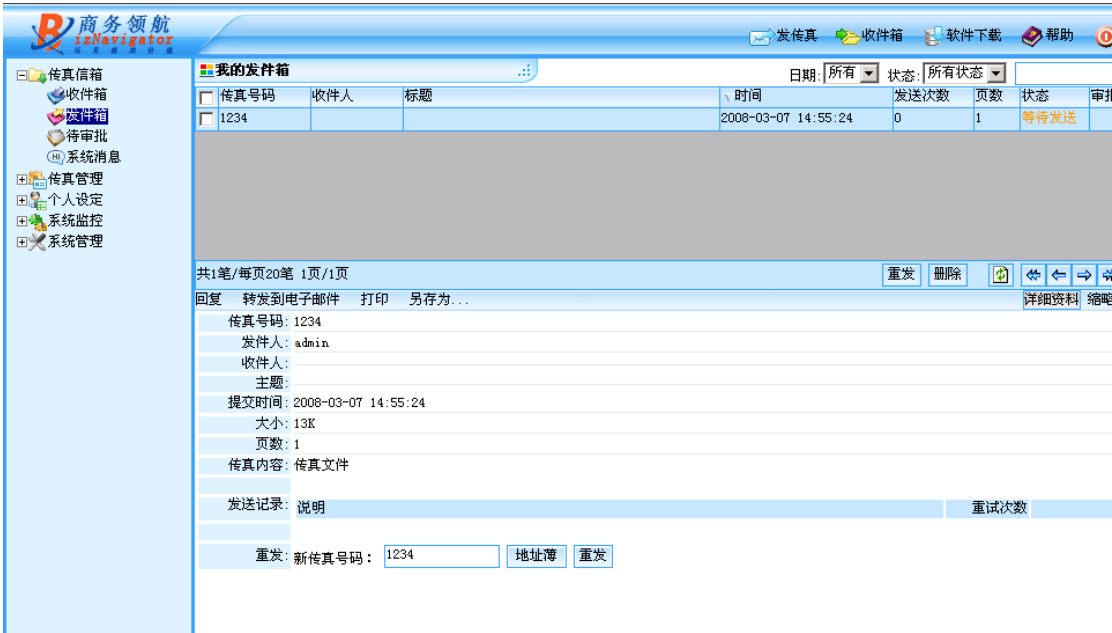 商务领航
izNavigator
发传真 收件箱 软件下载 帮助
传真信箱
收件箱
发件箱
待审批
系统消息
传真管理
个人设定
系统监控
系统管理
我的发件箱
日期: 所有 状态: 所有状态
传真号码 收件人 标题 时间 发送次数 页数 状态 审批
1234 2008-03-07 14:55:24 0 1 等待发送
共1笔/每页20笔 1页/1页 重发 删除
回复 转发到电子邮件 打印 另存为... 详细资料 缩略
传真号码: 1234
发件人: admin
收件人:
主题:
提交时间: 2008-03-07 14:55:24
大小: 13K
页数: 1
传真内容: 传真文件
发送记录: 说明 重试次数
重发: 新传真号码: 1234 地址薄 重发